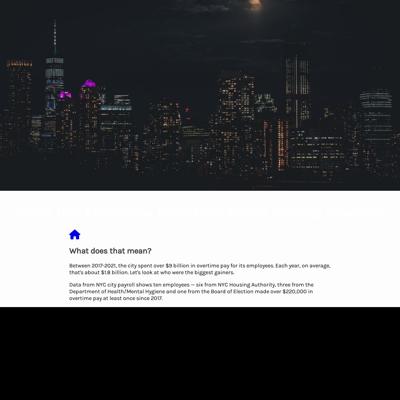 What does that mean?
Between 2017-2021, the city spent over $9 billion in overtime pay for its employees. Each year, on average,
that's about $1.8 billion. Let's look at who were the biggest gainers.
Data from NYC city payroll shows ten employees — six from NYC Housing Authority, three from the
Department of Health/Mental Hygiene and one from the Board of Election made over $220,000 in
overtime pay at least once since 2017.